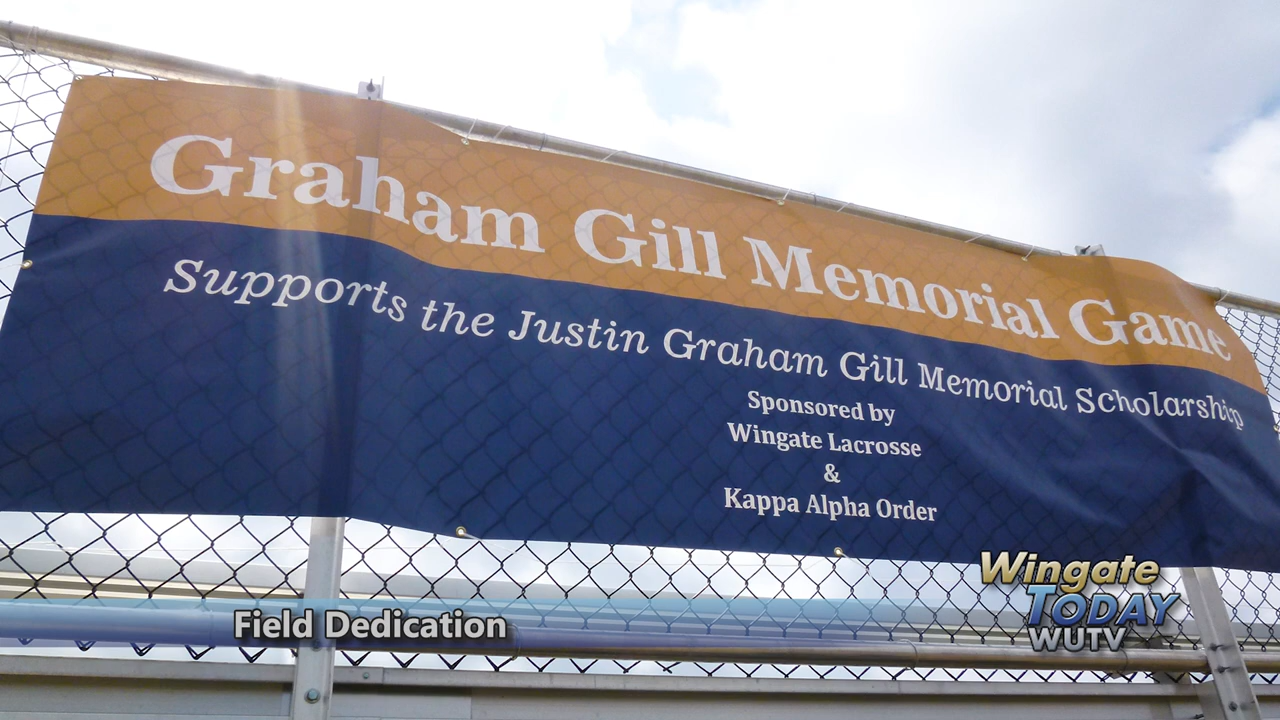 Graham Gill Memorial Game
Supports the Justin Graham Gill Memorial Scholarship
Sponsored by
Wingate Lacrosse
&
Kappa Alpha Order
Field Dedication
Wingate
TODAY
WUTV